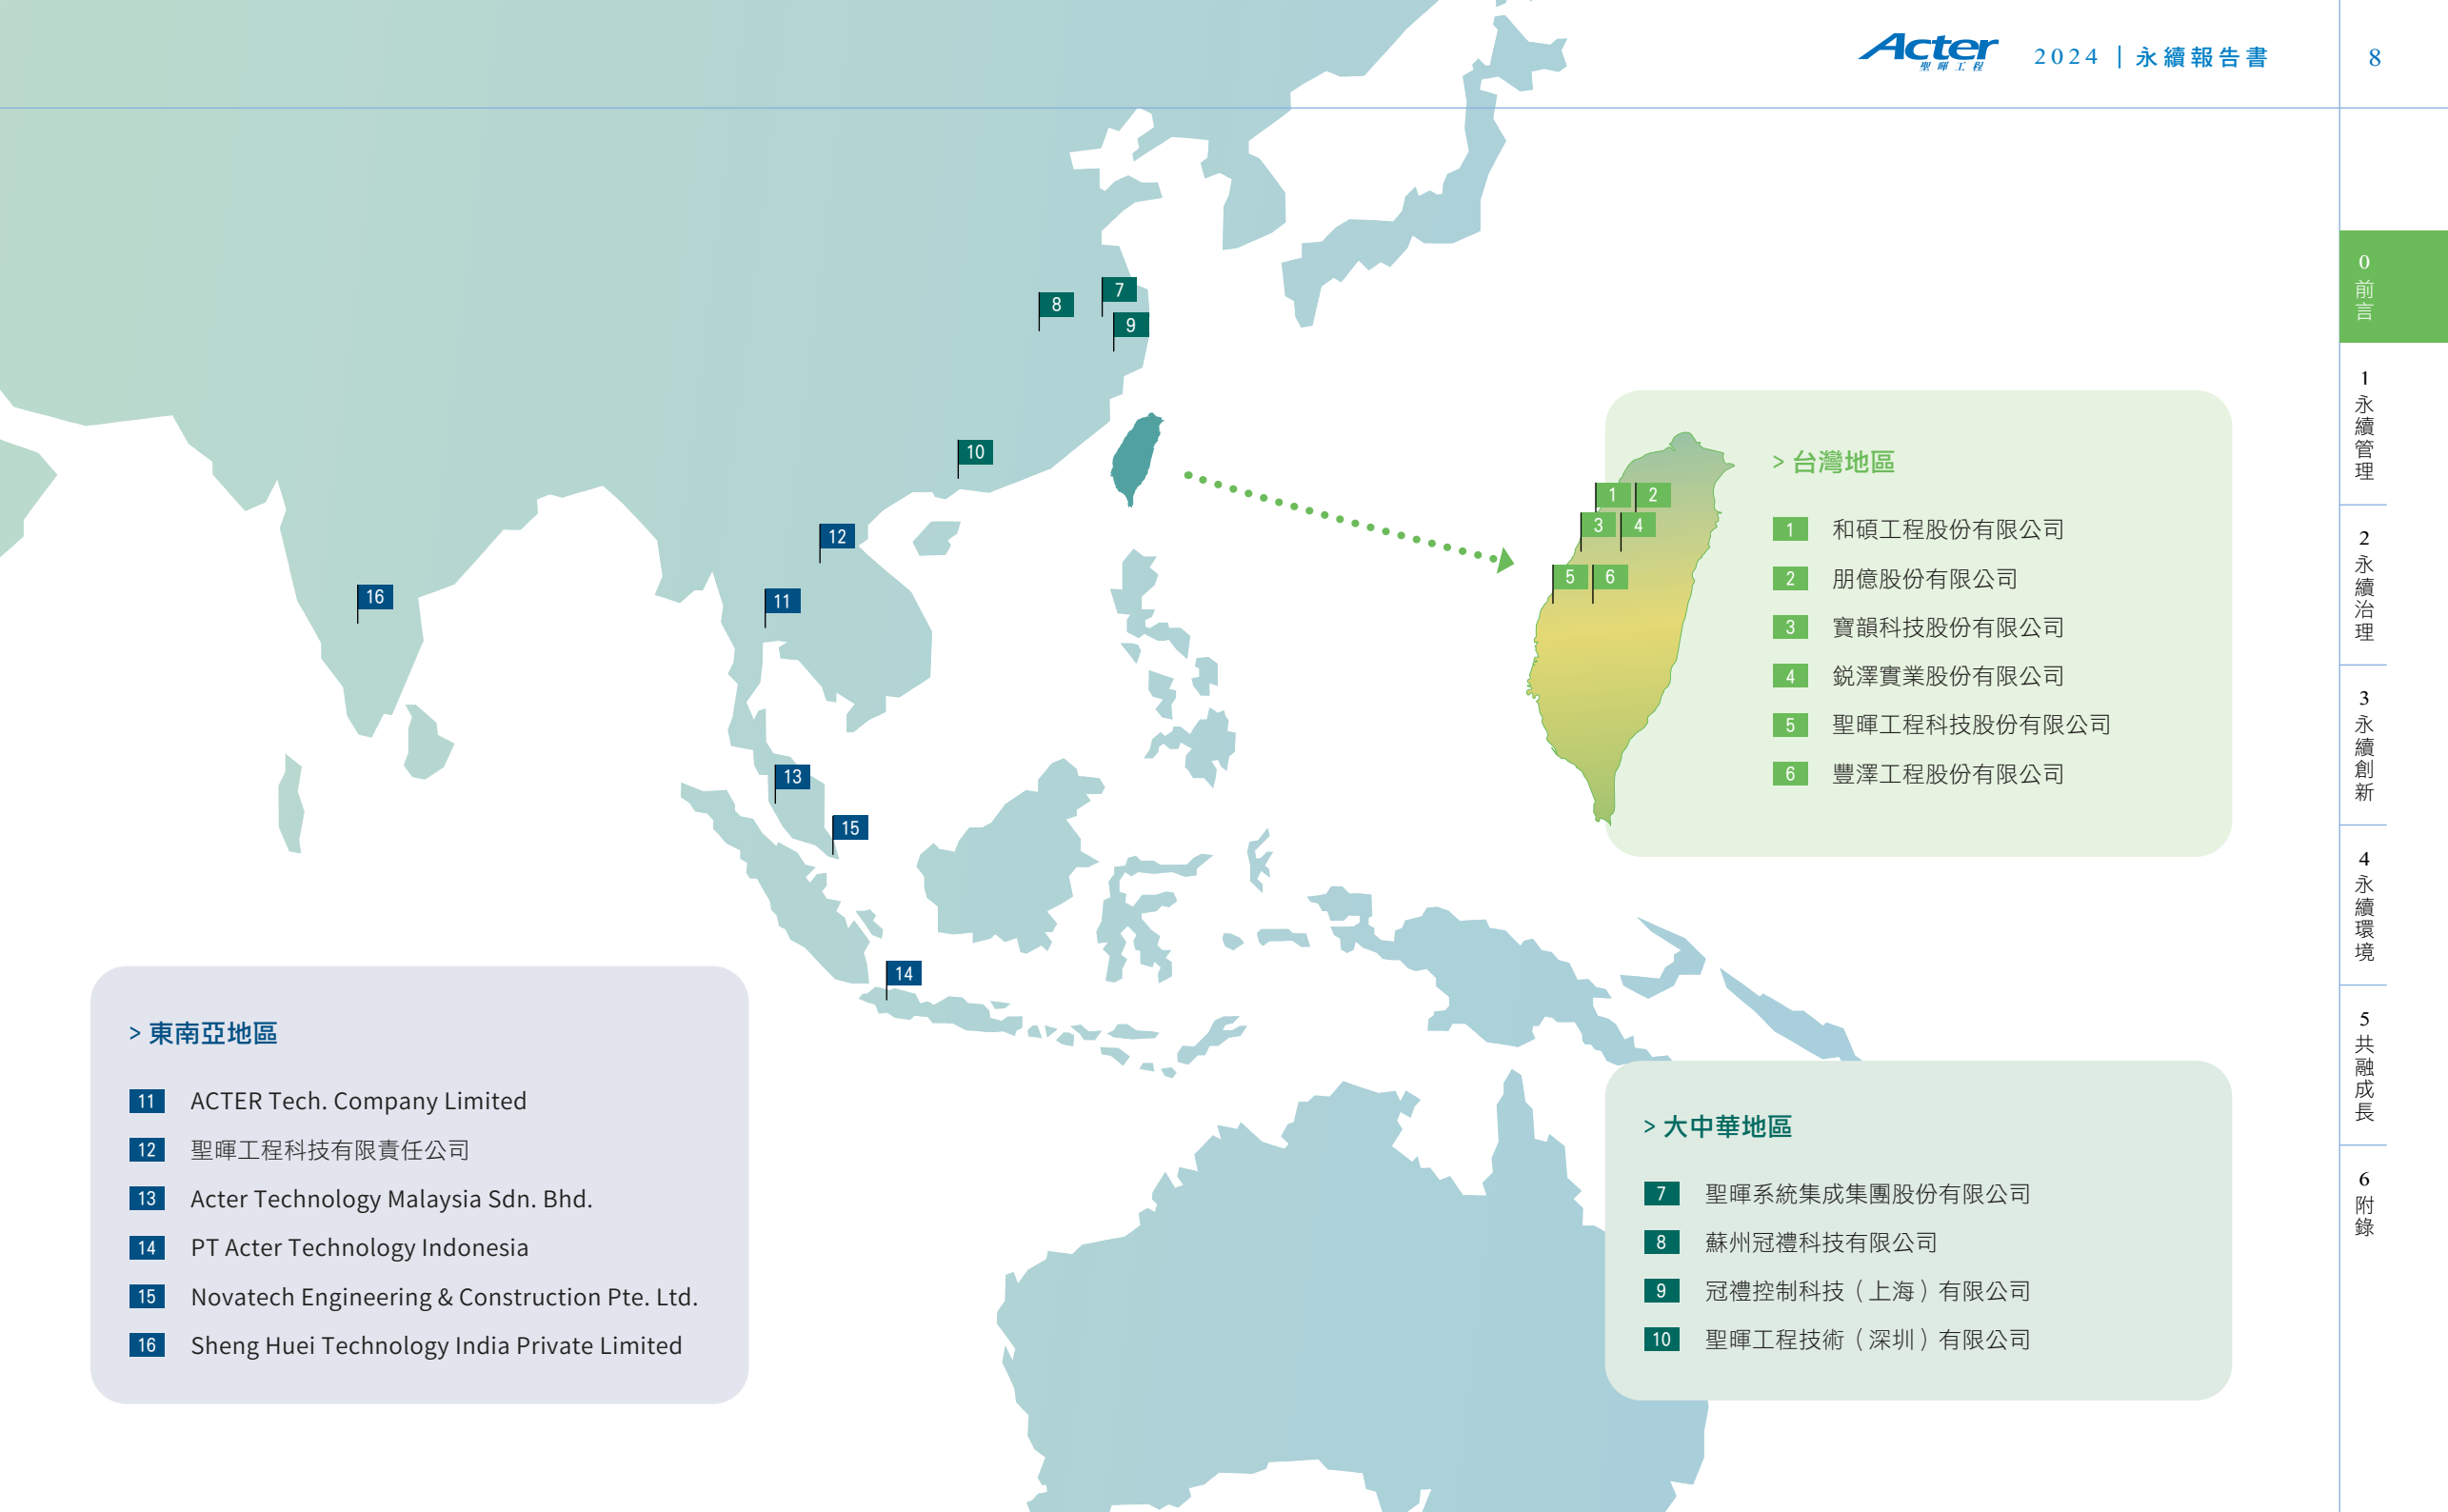 Acter
聖暉工程
2024 | 永續報告書
8
0 前言
1 永續管理
2 永續治理
3 永續創新
4 永續環境
5 共融成長
6 附錄
7
8
9
10
12
11
16
13
15
14
1 2
3 4
5 6
> 台灣地區
1 和碩工程股份有限公司
2 朋億股份有限公司
3 寶韻科技股份有限公司
4 銳澤實業股份有限公司
5 聖暉工程科技股份有限公司
6 豐澤工程股份有限公司
> 東南亞地區
11 ACTER Tech. Company Limited
12 聖暉工程科技有限責任公司
13 Acter Technology Malaysia Sdn. Bhd.
14 PT Acter Technology Indonesia
15 Novatech Engineering & Construction Pte. Ltd.
16 Sheng Huei Technology India Private Limited
> 大中華地區
7 聖暉系統集成集團股份有限公司
8 蘇州冠禮科技有限公司
9 冠禮控制科技（上海）有限公司
10 聖暉工程技術（深圳）有限公司